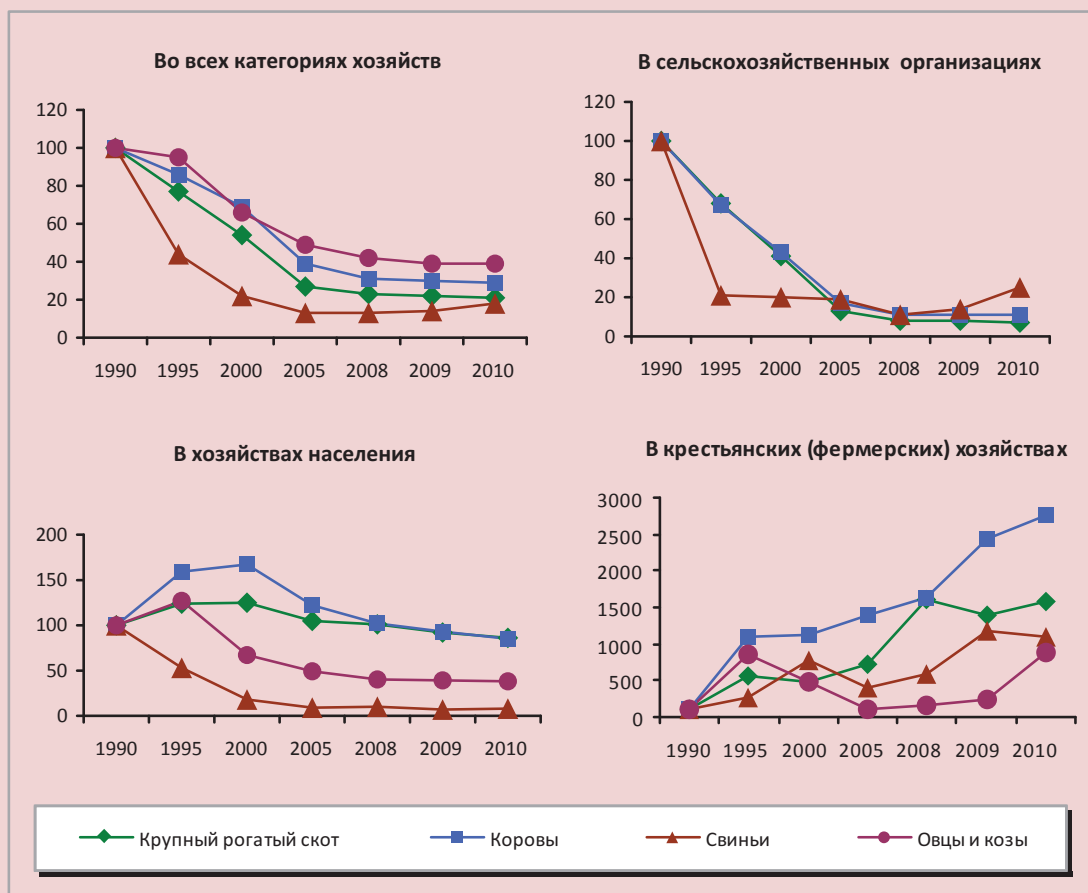 Во всех категориях хозяйств
120
100
80
60
40
20
0
1990 1995 2000 2005 2008 2009 2010
В сельскохозяйственных организациях
120
100
80
60
40
20
0
1990 1995 2000 2005 2008 2009 2010
В хозяйствах населения
200
150
100
50
0
1990 1995 2000 2005 2008 2009 2010
В крестьянских (фермерских) хозяйствах
3000
2500
2000
1500
1000
500
0
1990 1995 2000 2005 2008 2009 2010
Крупный рогатый скот Коровы Свиньи Овцы и козы